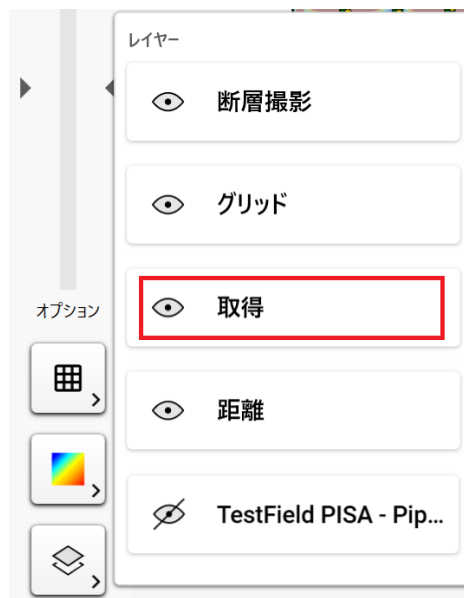 レイヤー
断層撮影
グリッド
取得
オプション
距離
TestField PISA - Pip...